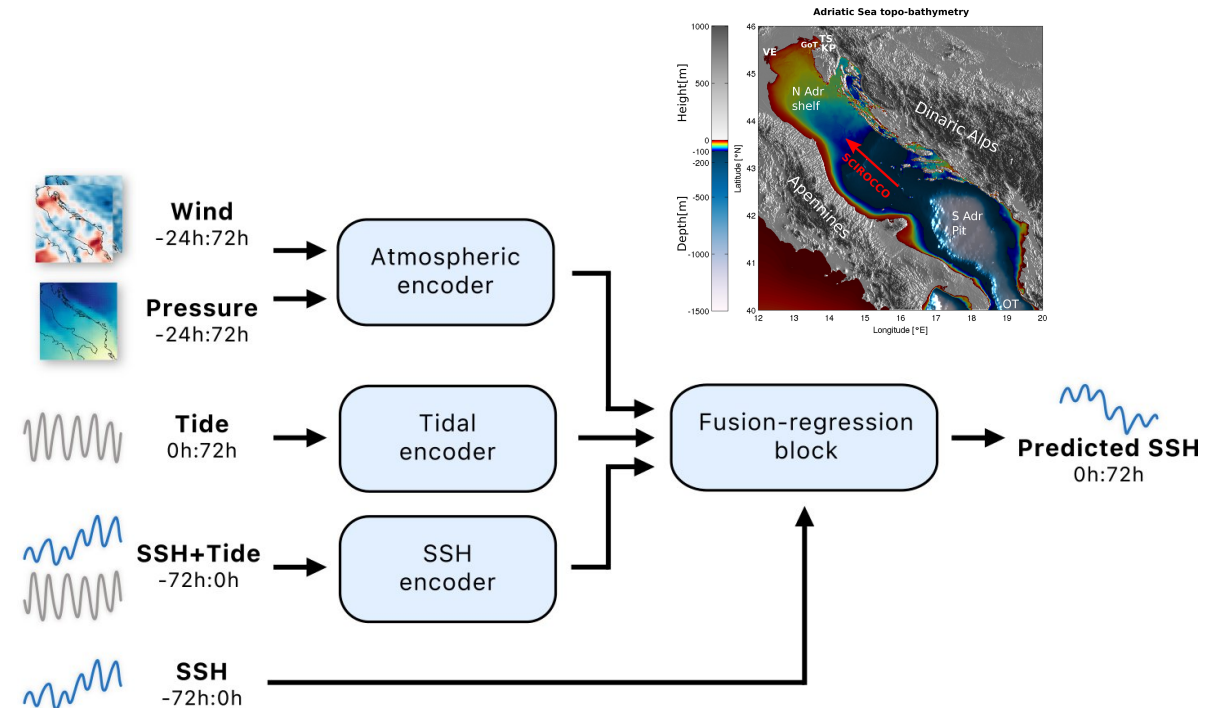 Adriatic Sea topo-bathymetry
1000
500
0
-100
-200
-500
-1000
-1500
Height[m]
Depth[m]
46
45
44
43
42
41
40
Latitude [°N]
12 13 14 15 16 17 18 19 20
Longitude [°E]
VE
GoT
TS
KP
N Adr
shelf
Dinaric Alps
SCIROCCO
Apennines
S Adr
Pit
OT
Wind
-24h:72h
Pressure
-24h:72h
Atmospheric
encoder
Tide
0h:72h
Tidal
encoder
SSH+Tide
-72h:0h
SSH
encoder
SSH
-72h:0h
Fusion-regression
block
Predicted SSH
0h:72h